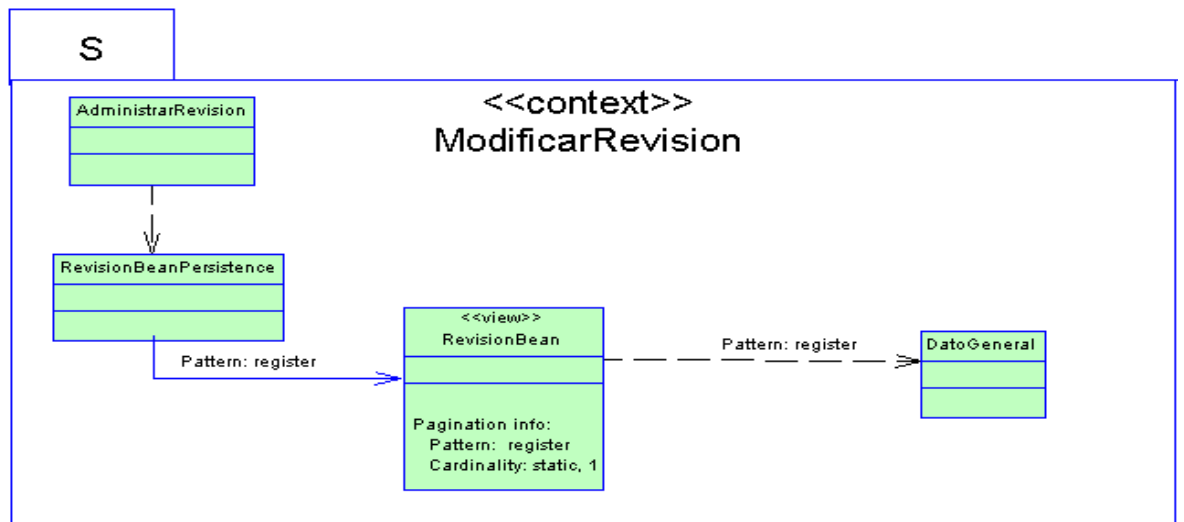 S
<<context>>
ModificarRevision
AdministrarRevision
RevisionBeanPersistence
Pattern: register
<<view>>
RevisionBean
Pagination info:
Pattern: register
Cardinality: static, 1
Pattern: register
DatoGeneral